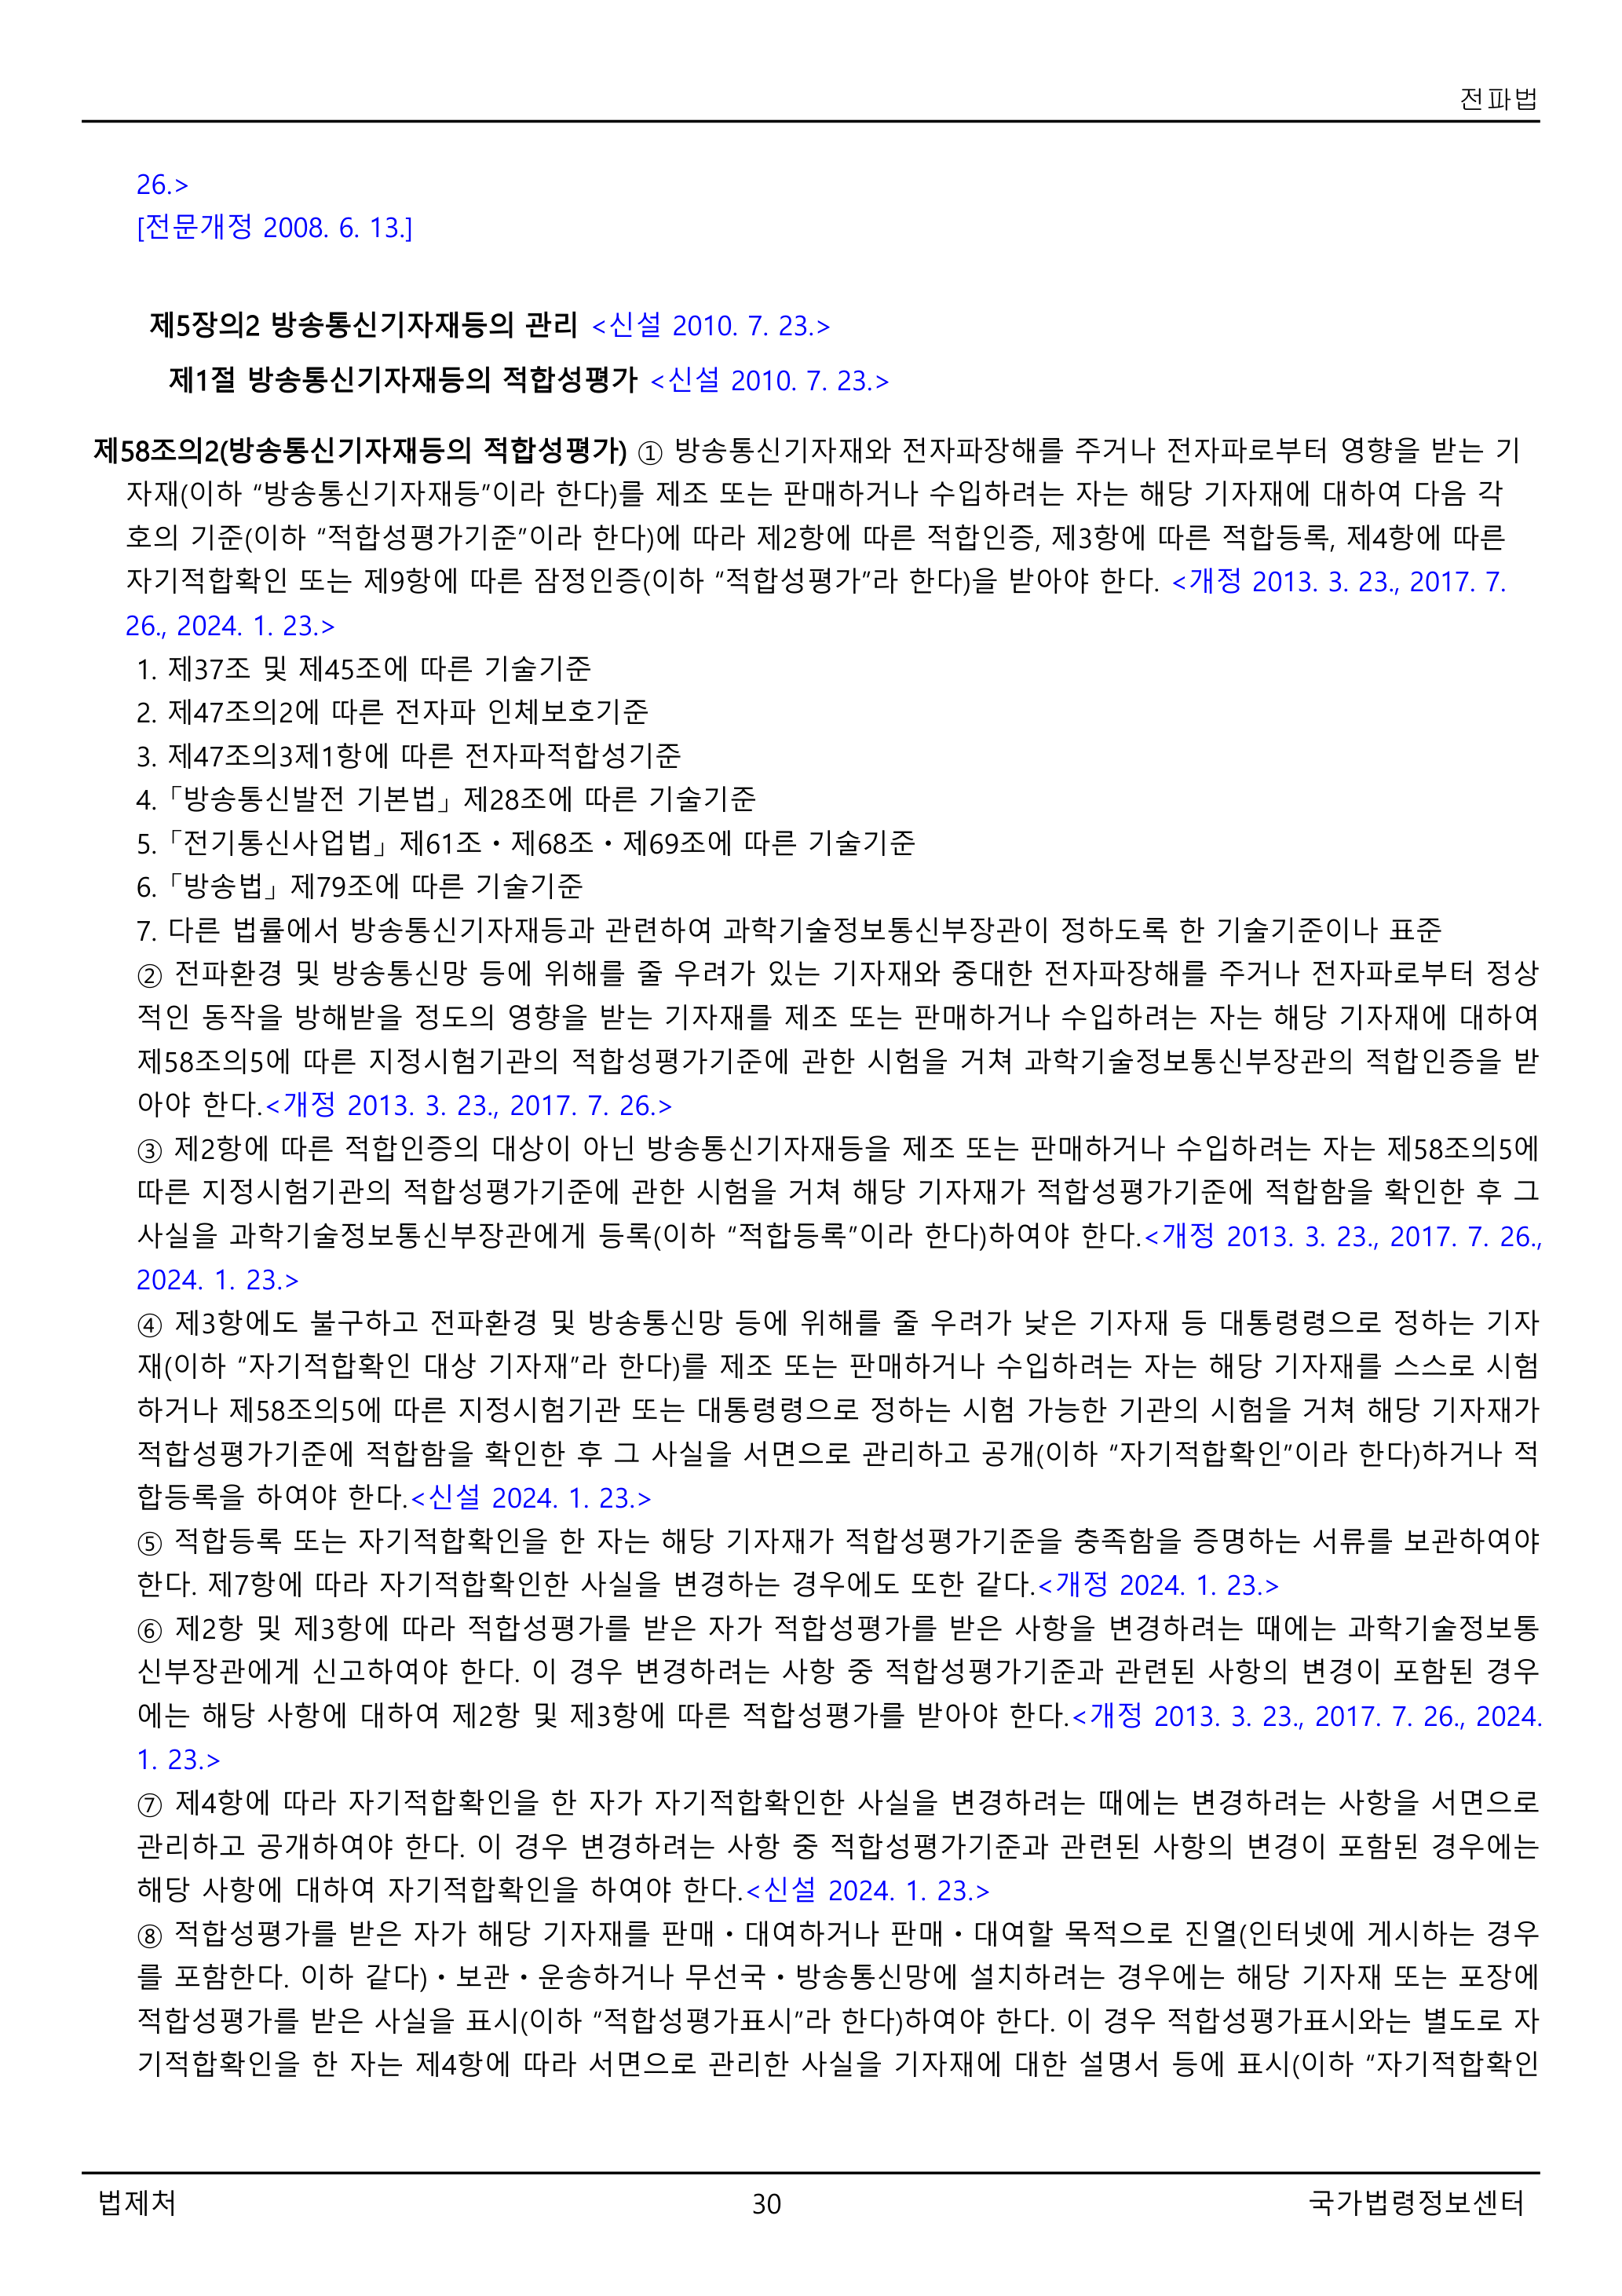 전파법
26.>
[전문개정 2008. 6. 13.]
제5장의2 방송통신기자재등의 관리 <신설 2010. 7. 23.>
제1절 방송통신기자재등의 적합성평가 <신설 2010. 7. 23.>
제58조의2(방송통신기자재등의 적합성평가) ① 방송통신기자재와 전자파장해를 주거나 전자파로부터 영향을 받는 기
자재(이하 “방송통신기자재등”이라 한다)를 제조 또는 판매하거나 수입하려는 자는 해당 기자재에 대하여 다음 각
호의 기준(이하 “적합성평가기준”이라 한다)에 따라 제2항에 따른 적합인증, 제3항에 따른 적합등록, 제4항에 따른
자기적합확인 또는 제9항에 따른 잠정인증(이하 “적합성평가”라 한다)을 받아야 한다. <개정 2013. 3. 23., 2017. 7.
26., 2024. 1. 23.>
1. 제37조 및 제45조에 따른 기술기준
2. 제47조의2에 따른 전자파 인체보호기준
3. 제47조의3제1항에 따른 전자파적합성기준
4.「방송통신발전 기본법」제28조에 따른 기술기준
5.「전기통신사업법」제61조ㆍ제68조ㆍ제69조에 따른 기술기준
6.「방송법」제79조에 따른 기술기준
7. 다른 법률에서 방송통신기자재등과 관련하여 과학기술정보통신부장관이 정하도록 한 기술기준이나 표준
② 전파환경 및 방송통신망 등에 위해를 줄 우려가 있는 기자재와 중대한 전자파장해를 주거나 전자파로부터 정상
적인 동작을 방해받을 정도의 영향을 받는 기자재를 제조 또는 판매하거나 수입하려는 자는 해당 기자재에 대하여
제58조의5에 따른 지정시험기관의 적합성평가기준에 관한 시험을 거쳐 과학기술정보통신부장관의 적합인증을 받
아야 한다.<개정 2013. 3. 23., 2017. 7. 26.>
③ 제2항에 따른 적합인증의 대상이 아닌 방송통신기자재등을 제조 또는 판매하거나 수입하려는 자는 제58조의5에
따른 지정시험기관의 적합성평가기준에 관한 시험을 거쳐 해당 기자재가 적합성평가기준에 적합함을 확인한 후 그
사실을 과학기술정보통신부장관에게 등록(이하 “적합등록”이라 한다)하여야 한다.<개정 2013. 3. 23., 2017. 7. 26.,
2024. 1. 23.>
④ 제3항에도 불구하고 전파환경 및 방송통신망 등에 위해를 줄 우려가 낮은 기자재 등 대통령령으로 정하는 기자
재(이하 “자기적합확인 대상 기자재”라 한다)를 제조 또는 판매하거나 수입하려는 자는 해당 기자재를 스스로 시험
하거나 제58조의5에 따른 지정시험기관 또는 대통령령으로 정하는 시험 가능한 기관의 시험을 거쳐 해당 기자재가
적합성평가기준에 적합함을 확인한 후 그 사실을 서면으로 관리하고 공개(이하 “자기적합확인”이라 한다)하거나 적
합등록을 하여야 한다.<신설 2024. 1. 23.>
⑤ 적합등록 또는 자기적합확인을 한 자는 해당 기자재가 적합성평가기준을 충족함을 증명하는 서류를 보관하여야
한다. 제7항에 따라 자기적합확인한 사실을 변경하는 경우에도 또한 같다.<개정 2024. 1. 23.>
⑥ 제2항 및 제3항에 따라 적합성평가를 받은 자가 적합성평가를 받은 사항을 변경하려는 때에는 과학기술정보통
신부장관에게 신고하여야 한다. 이 경우 변경하려는 사항 중 적합성평가기준과 관련된 사항의 변경이 포함된 경우
에는 해당 사항에 대하여 제2항 및 제3항에 따른 적합성평가를 받아야 한다.<개정 2013. 3. 23., 2017. 7. 26., 2024.
1. 23.>
⑦ 제4항에 따라 자기적합확인을 한 자가 자기적합확인한 사실을 변경하려는 때에는 변경하려는 사항을 서면으로
관리하고 공개하여야 한다. 이 경우 변경하려는 사항 중 적합성평가기준과 관련된 사항의 변경이 포함된 경우에는
해당 사항에 대하여 자기적합확인을 하여야 한다.<신설 2024. 1. 23.>
⑧ 적합성평가를 받은 자가 해당 기자재를 판매ㆍ대여하거나 판매ㆍ대여할 목적으로 진열(인터넷에 게시하는 경우
를 포함한다. 이하 같다)ㆍ보관ㆍ운송하거나 무선국ㆍ방송통신망에 설치하려는 경우에는 해당 기자재 또는 포장에
적합성평가를 받은 사실을 표시(이하 “적합성평가표시”라 한다)하여야 한다. 이 경우 적합성평가표시와는 별도로 자
기적합확인을 한 자는 제4항에 따라 서면으로 관리한 사실을 기자재에 대한 설명서 등에 표시(이하 “자기적합확인
법제처
30
국가법령정보센터